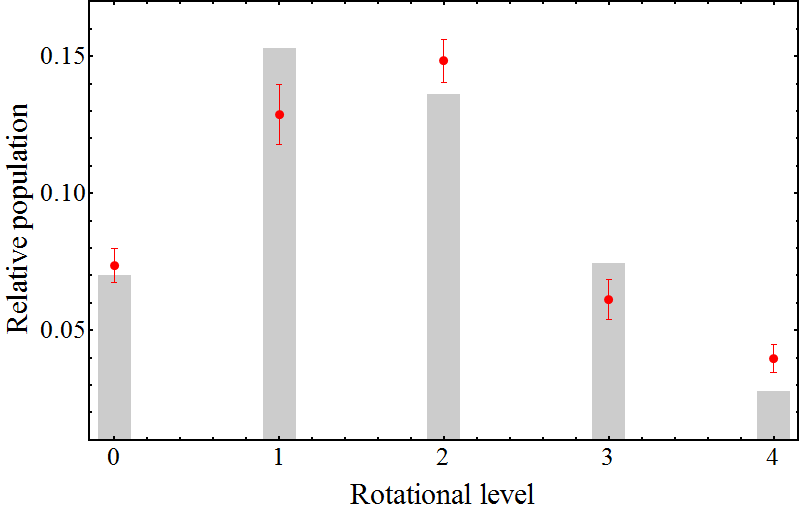 Relative population
0.15
0.10
0.05
0 1 2 3 4
Rotational level